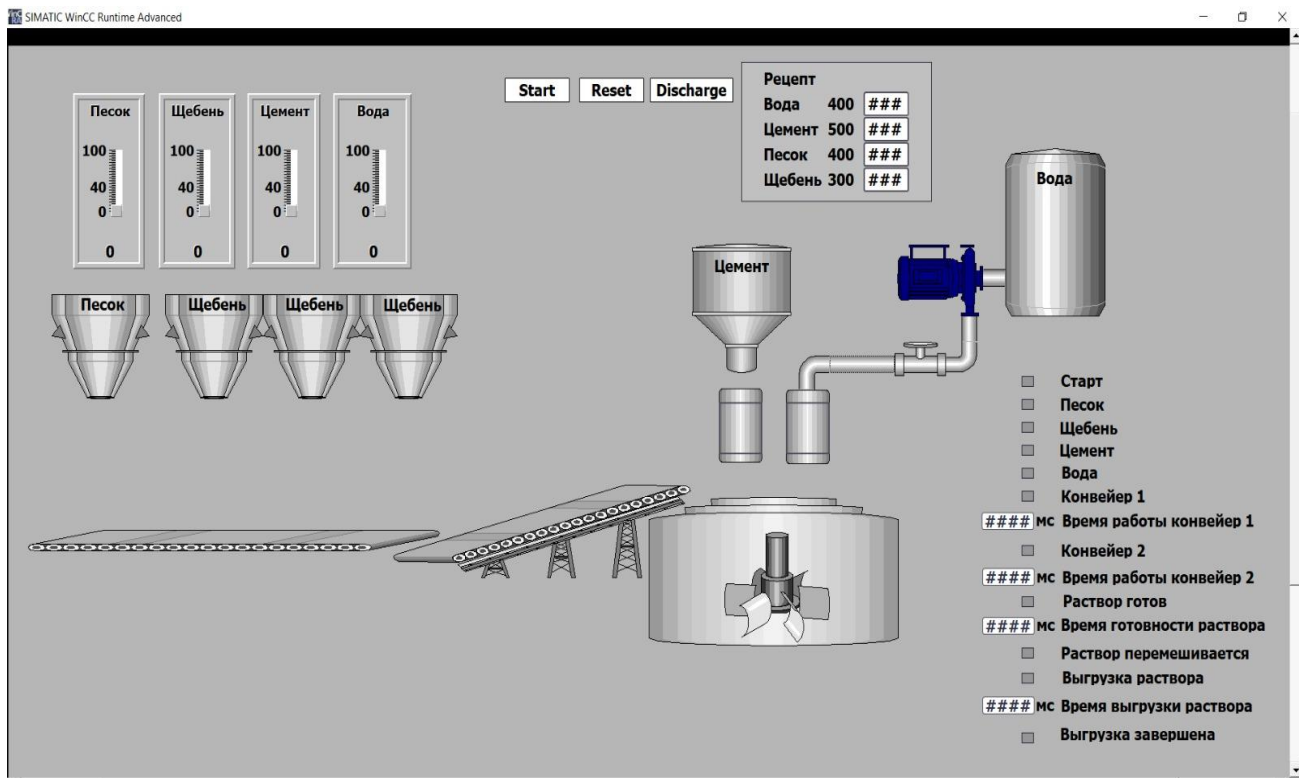 SIMATIC WinCC Runtime Advanced
Start Reset Discharge
Рецепт
Вода 400 ###
Цемент 500 ###
Песок 400 ###
Щебень 300 ###
Песок Щебень Цемент Вода
100 100 100 100
40 40 40 40
0 0 0 0
0 0 0 0
Вода
Цемент
Песок Щебень Щебень Щебень
Старт
Песок
Щебень
Цемент
Вода
Конвейер 1
#### мс Время работы конвейер 1
Конвейер 2
#### мс Время работы конвейер 2
Раствор готов
#### мс Время готовности раствора
Раствор перемешивается
Выгрузка раствора
#### мс Время выгрузки раствора
Выгрузка завершена